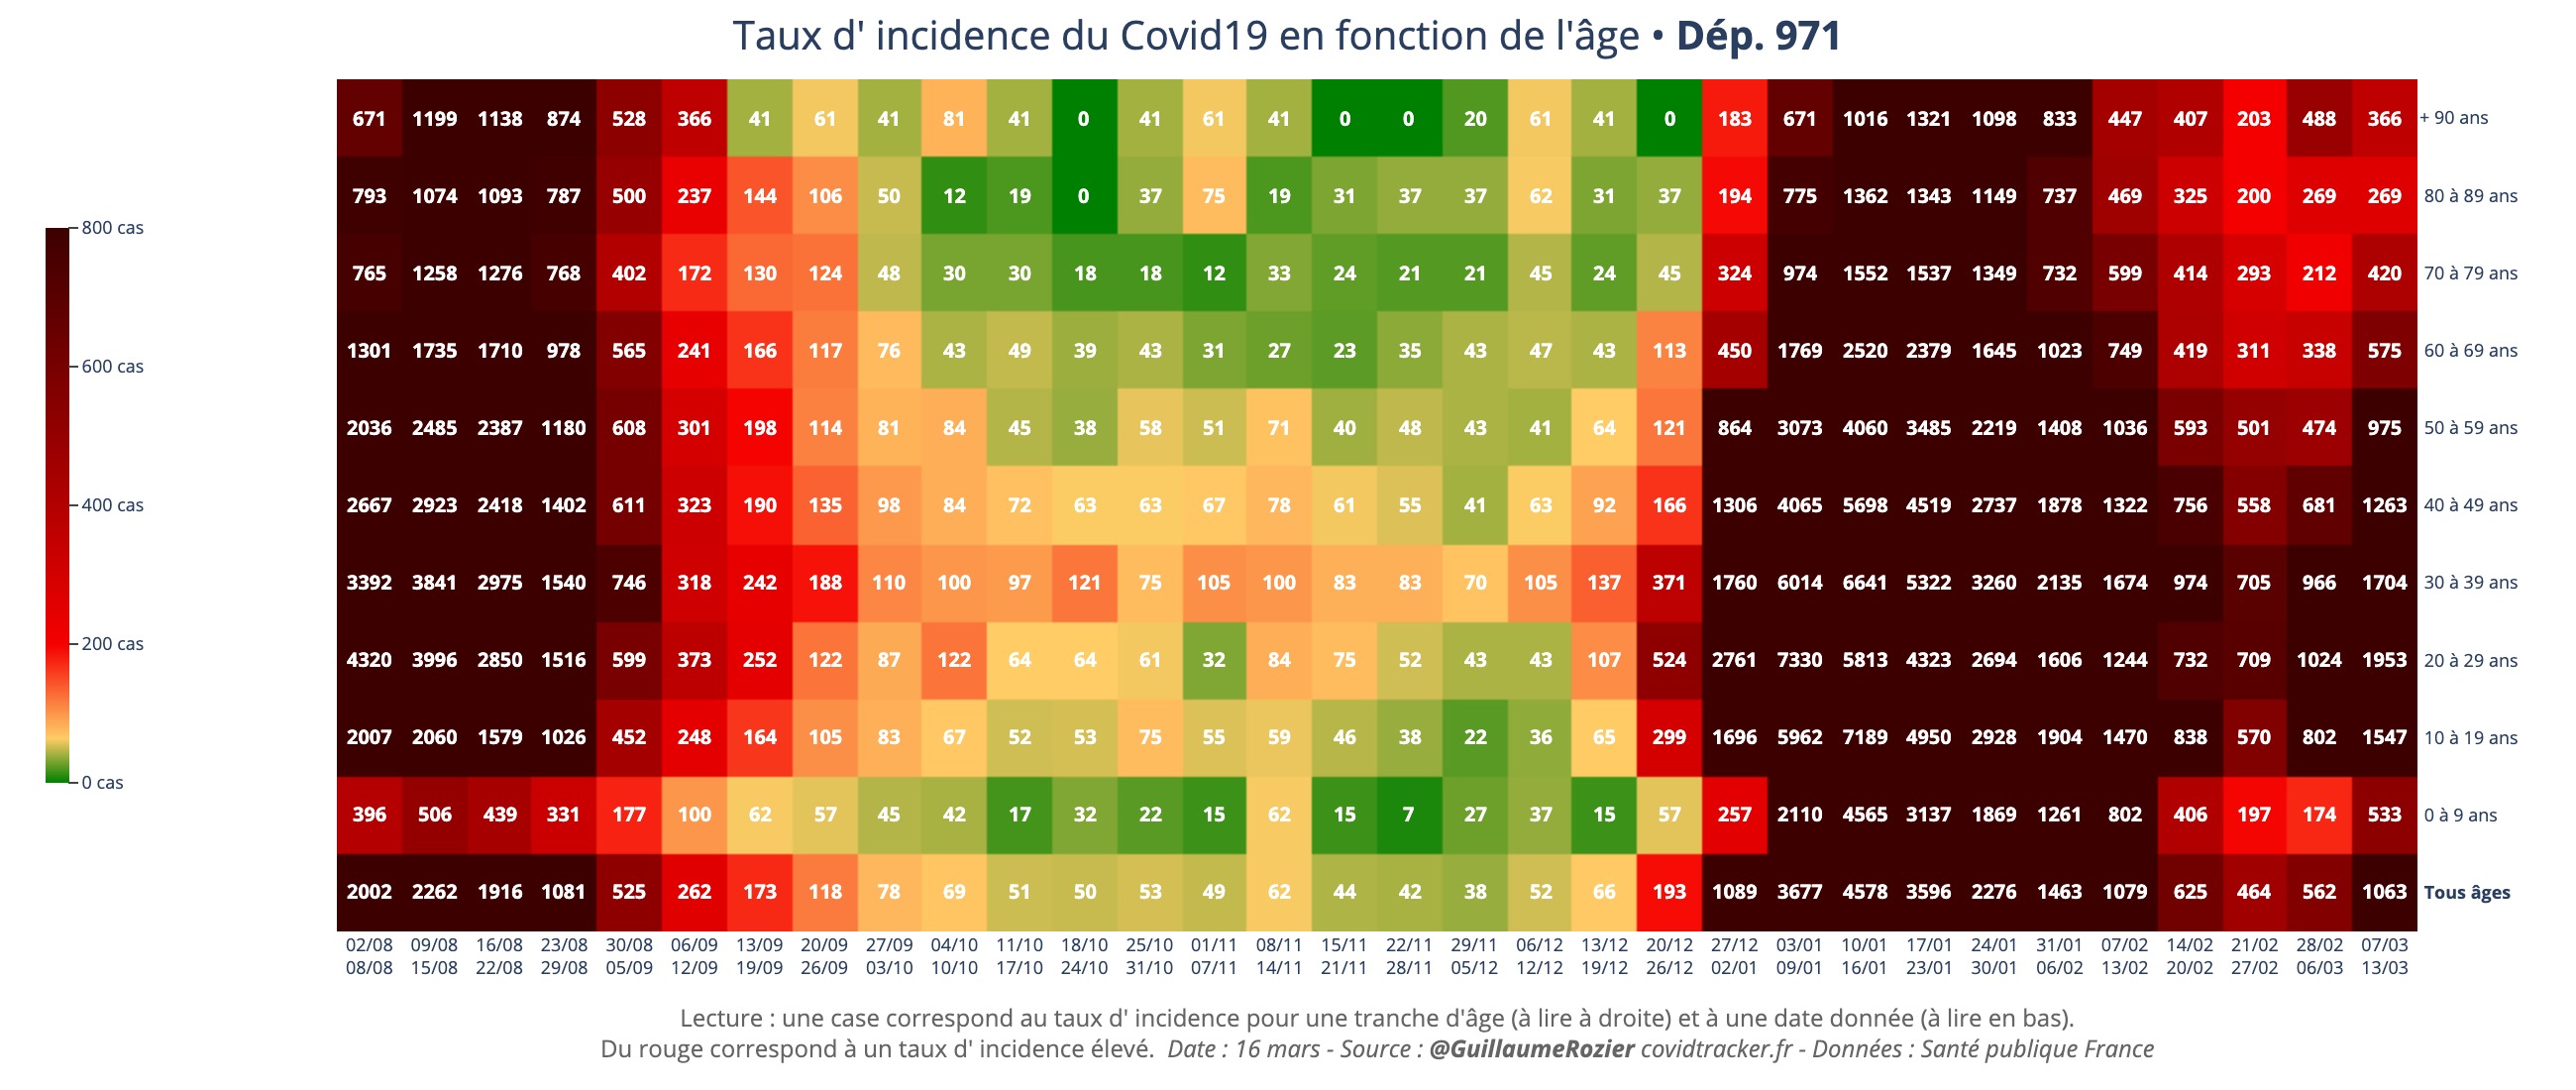 Taux d' incidence du Covid19 en fonction de l'âge • Dép. 971
671 1199 1138 874 528 366 41 61 41 81 41 0 41 61 41 0 0 20 61 41 0 183 671 1016 1321 1098 833 447 407 203 488 366 + 90 ans
793 1074 1093 787 500 237 144 106 50 12 19 0 37 75 19 31 37 37 62 31 37 194 775 1362 1343 1149 737 469 325 200 269 269 80 à 89 ans
800 cas
765 1258 1276 768 402 172 130 124 48 30 30 18 18 12 33 24 21 21 45 24 45 324 974 1552 1537 1349 732 599 414 293 212 420 70 à 79 ans
1301 1735 1710 978 565 241 166 117 76 43 49 39 43 31 27 23 35 43 47 43 113 450 1769 2520 2379 1645 1023 749 419 311 338 575 60 à 69 ans
600 cas
2036 2485 2387 1180 608 301 198 114 81 84 45 38 58 51 71 40 48 43 41 64 121 864 3073 4060 3485 2219 1408 1036 593 501 474 975 50 à 59 ans
400 cas
2667 2923 2418 1402 611 323 190 135 98 84 72 63 63 67 78 61 55 41 63 92 166 1306 4065 5698 4519 2737 1878 1322 756 558 681 1263 40 à 49 ans
3392 3841 2975 1540 746 318 242 188 110 100 97 121 75 105 100 83 83 70 105 137 371 1760 6014 6641 5322 3260 2135 1674 974 705 966 1704 30 à 39 ans
200 cas
4320 3996 2850 1516 599 373 252 122 87 122 64 64 61 32 84 75 52 43 43 107 524 2761 7330 5813 4323 2694 1606 1244 732 709 1024 1953 20 à 29 ans
2007 2060 1579 1026 452 248 164 105 83 67 52 53 75 55 59 46 38 22 36 65 299 1696 5962 7189 4950 2928 1904 1470 838 570 802 1547 10 à 19 ans
0 cas
396 506 439 331 177 100 62 57 45 42 17 32 22 15 62 15 7 27 37 15 57 257 2110 4565 3137 1869 1261 802 406 197 174 533 0 à 9 ans
2002 2262 1916 1081 525 262 173 118 78 69 51 50 53 49 62 44 42 38 52 66 193 1089 3677 4578 3596 2276 1463 1079 625 464 562 1063 Tous âges
02/08 09/08 16/08 23/08 30/08 06/09 13/09 20/09 27/09 04/10 11/10 18/10 25/10 01/11 08/11 15/11 22/11 29/11 06/12 13/12 20/12 27/12 03/01 10/01 17/01 24/01 31/01 07/02 14/02 21/02 28/02 07/03
08/08 15/08 22/08 29/08 05/09 12/09 19/09 26/09 03/10 10/10 17/10 24/10 31/10 07/11 14/11 21/11 28/11 05/12 12/12 19/12 26/12 02/01 09/01 16/01 23/01 30/01 06/02 13/02 20/02 27/02 06/03 13/03
Lecture : une case correspond au taux d' incidence pour une tranche d'âge (à lire à droite) et à une date donnée (à lire en bas).
Du rouge correspond à un taux d' incidence élevé. Date : 16 mars - Source : @GuillaumeRozier covidtracker.fr - Données : Santé publique France